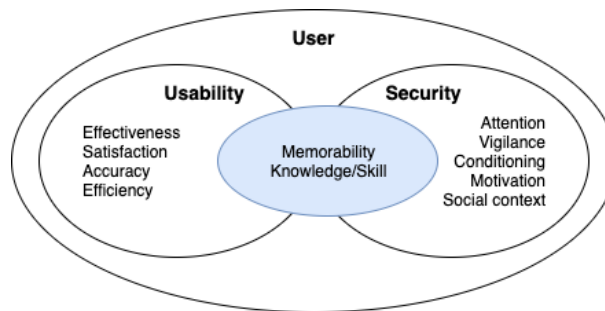 User
Usability
Security
Effectiveness
Satisfaction
Accuracy
Efficiency
Memorability
Knowledge/Skill
Attention
Vigilance
Conditioning
Motivation
Social context